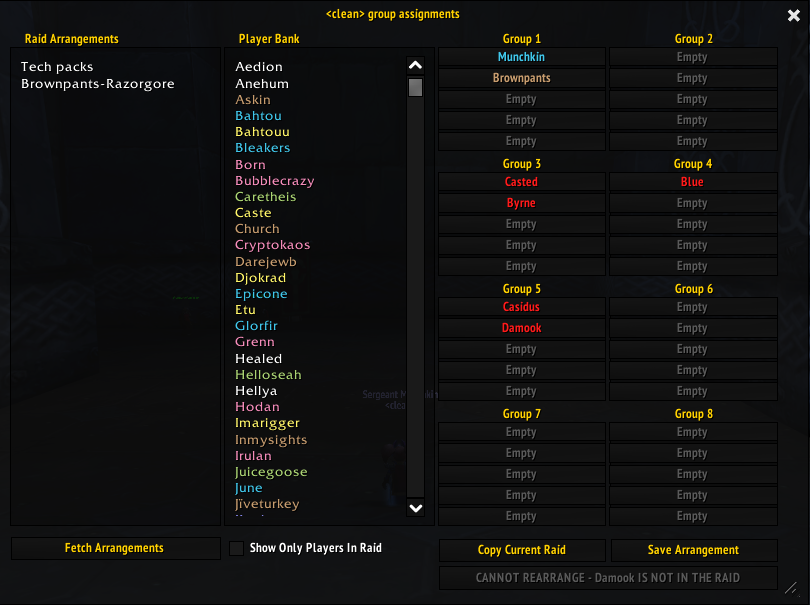 <clean> group assignments
Raid Arrangements
Tech packs
Brownpants-Razorgore
Fetch Arrangements
Player Bank
Aedion
Anehum
Askin
Bahtou
Bahtouu
Bleakers
Born
Bubblecrazy
Caretheis
Caste
Church
Cryptokaos
Darejewb
Djokrad
Epicone
Etu
Glorfir
Grenn
Healed
Helloseah
Hellya
Hodan
Imarigger
Inmysights
Irulan
Juicegoose
June
Jïveturkey
Show Only Players In Raid
Group 1
Munchkin
Brownpants
Empty
Empty
Empty
Group 2
Empty
Empty
Empty
Empty
Empty
Group 3
Casted
Byrne
Empty
Empty
Empty
Group 4
Blue
Empty
Empty
Empty
Empty
Group 5
Casidus
Damook
Empty
Empty
Empty
Group 6
Empty
Empty
Empty
Empty
Empty
Group 7
Empty
Empty
Empty
Empty
Empty
Group 8
Empty
Empty
Empty
Empty
Empty
Copy Current Raid
Save Arrangement
CANNOT REARRANGE - Damook IS NOT IN THE RAID
Sergeant